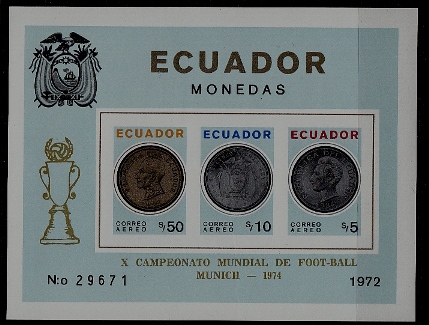 ECUADOR
MONEDAS
ECUADOR ECUADOR ECUADOR
CORREO AEREO S/50 CORREO AEREO S/10 CORREO AEREO S/5
X CAMPEONATO MUNDIAL DE FOOT-BALL
MUNICH — 1974
No 29671 1972